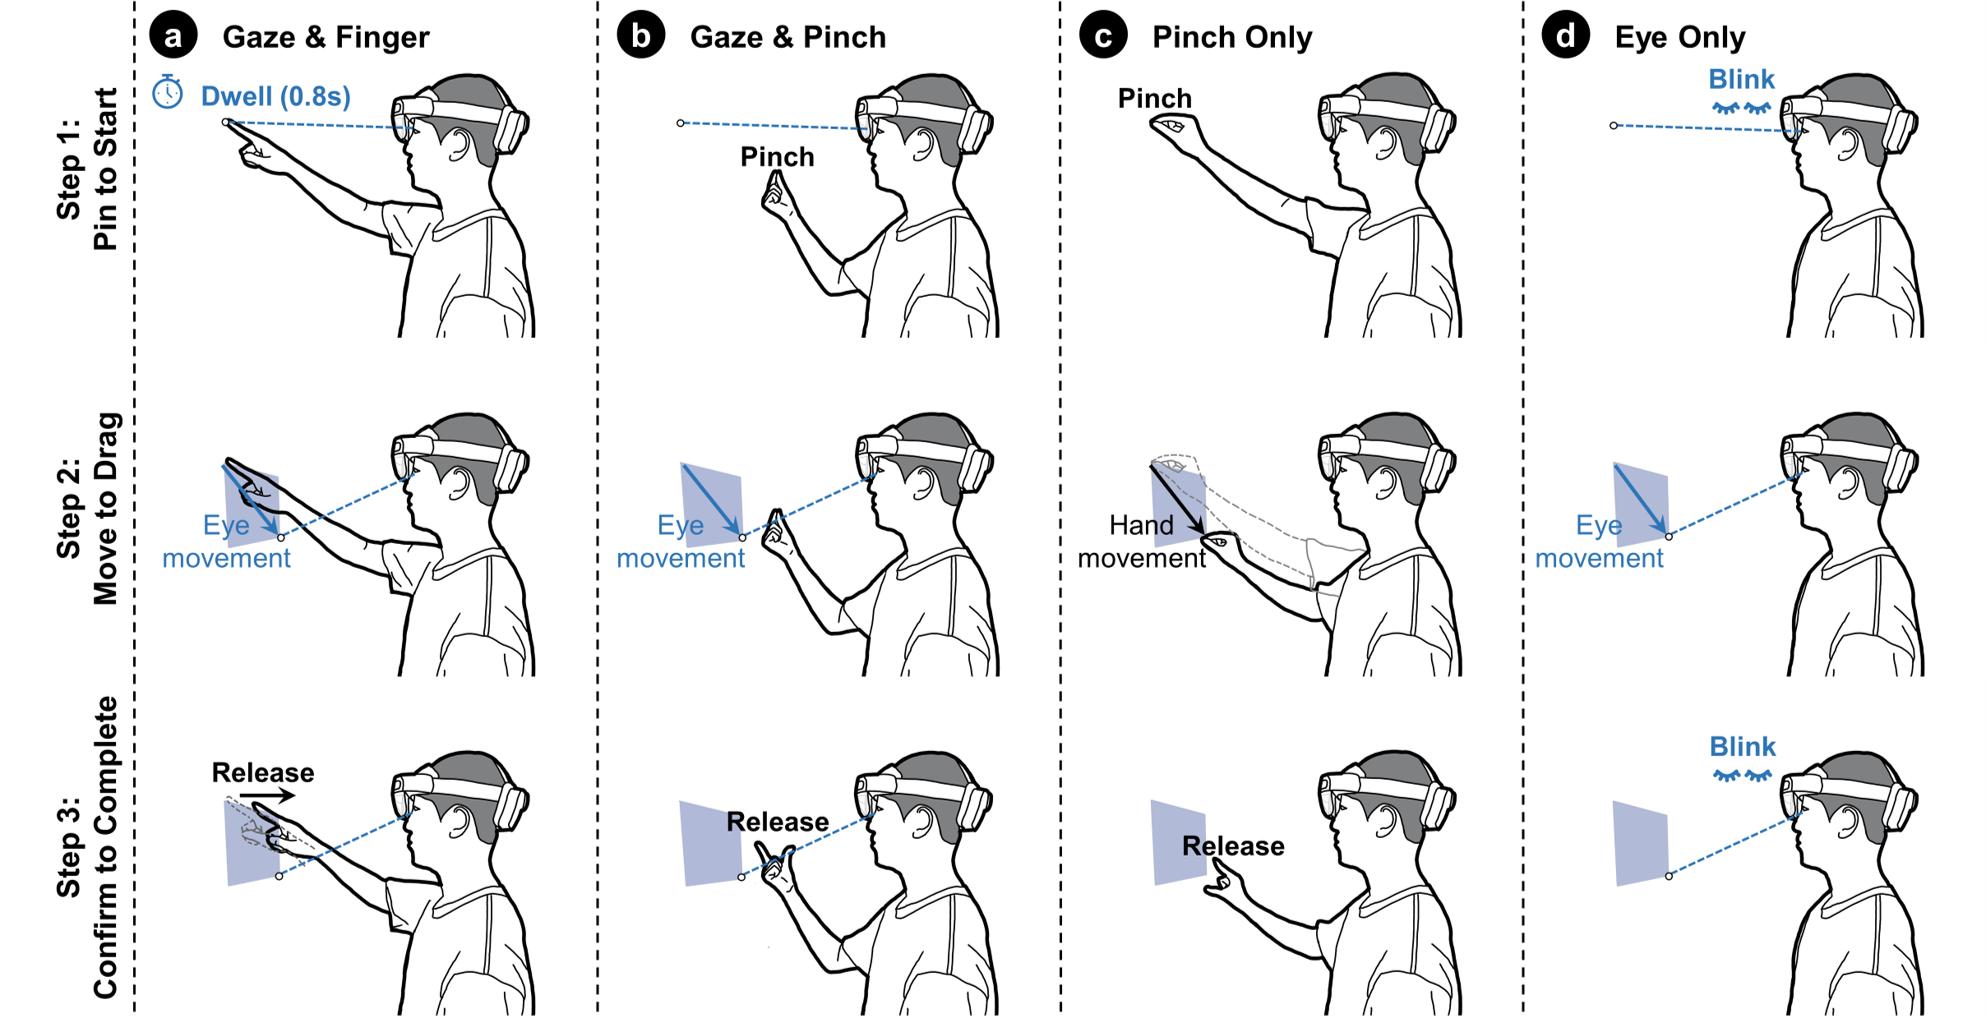 a Gaze & Finger
b Gaze & Pinch
c Pinch Only
d Eye Only
Step 1:
Pin to Start
Dwell (0.8s)
Pinch
Pinch
Blink
Step 2:
Move to Drag
Eye
movement
Eye
movement
Hand
movement
Eye
movement
Step 3:
Confirm to Complete
Release
Release
Release
Blink